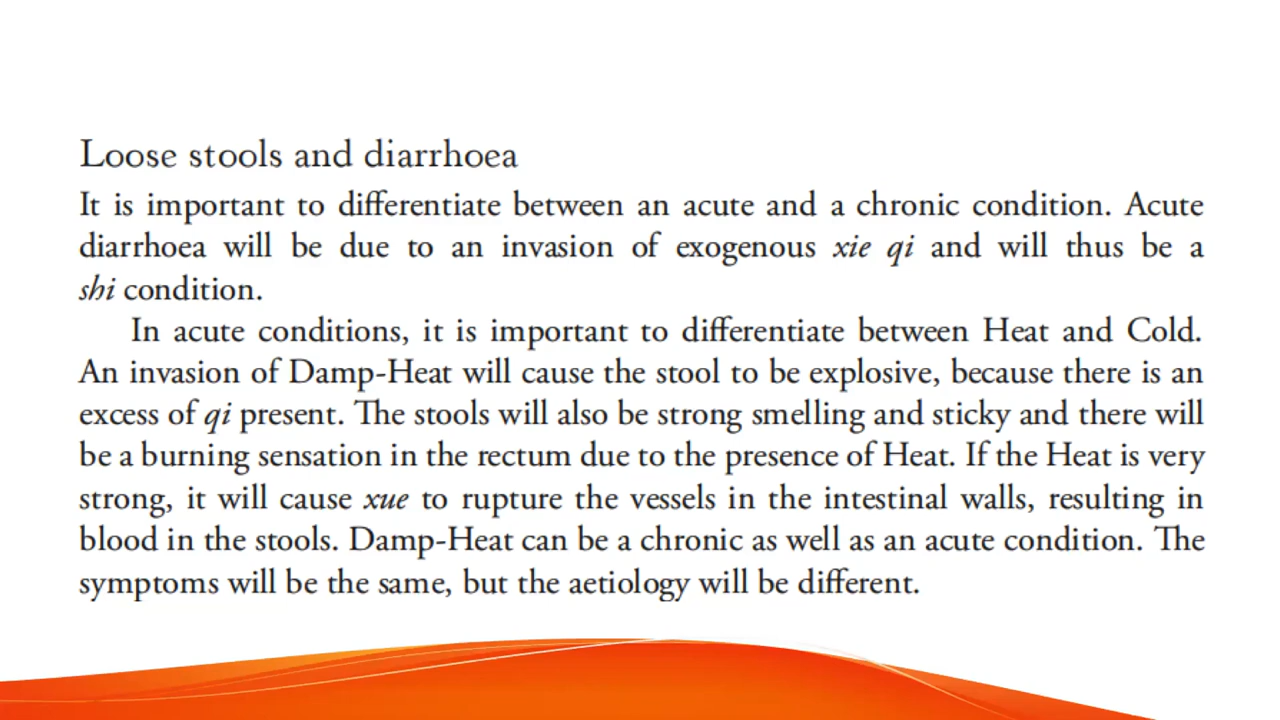 Loose stools and diarrhoea
It is important to differentiate between an acute and a chronic condition. Acute
diarrhoea will be due to an invasion of exogenous xie qi and will thus be a
shi condition.
In acute conditions, it is important to differentiate between Heat and Cold.
An invasion of Damp-Heat will cause the stool to be explosive, because there is an
excess of qi present. The stools will also be strong smelling and sticky and there will
be a burning sensation in the rectum due to the presence of Heat. If the Heat is very
strong, it will cause xue to rupture the vessels in the intestinal walls, resulting in
blood in the stools. Damp-Heat can be a chronic as well as an acute condition. The
symptoms will be the same, but the aetiology will be different.